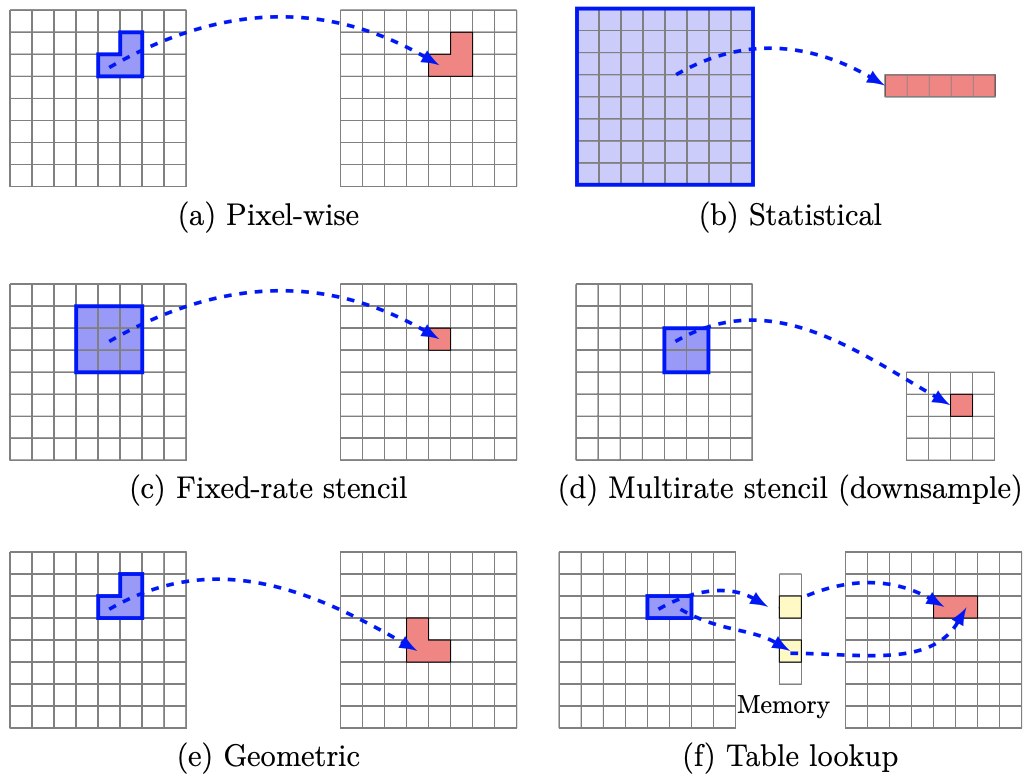 (a) Pixel-wise
(b) Statistical
(c) Fixed-rate stencil
(d) Multirate stencil (downsample)
Memory
(e) Geometric
(f) Table lookup